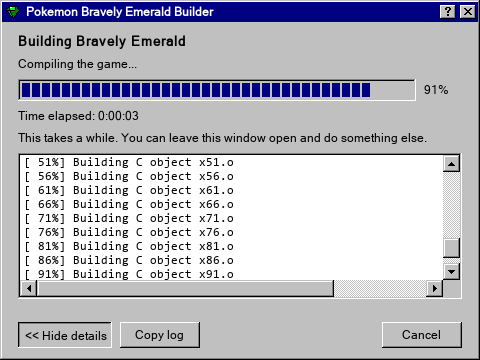 Pokemon Bravely Emerald Builder
Building Bravely Emerald
Compiling the game...
91%
Time elapsed: 0:00:03
This takes a while. You can leave this window open and do something else.
[ 51%] Building C object x51.o
[ 56%] Building C object x56.o
[ 61%] Building C object x61.o
[ 66%] Building C object x66.o
[ 71%] Building C object x71.o
[ 76%] Building C object x76.o
[ 81%] Building C object x81.o
[ 86%] Building C object x86.o
[ 91%] Building C object x91.o
<< Hide details
Copy log
Cancel